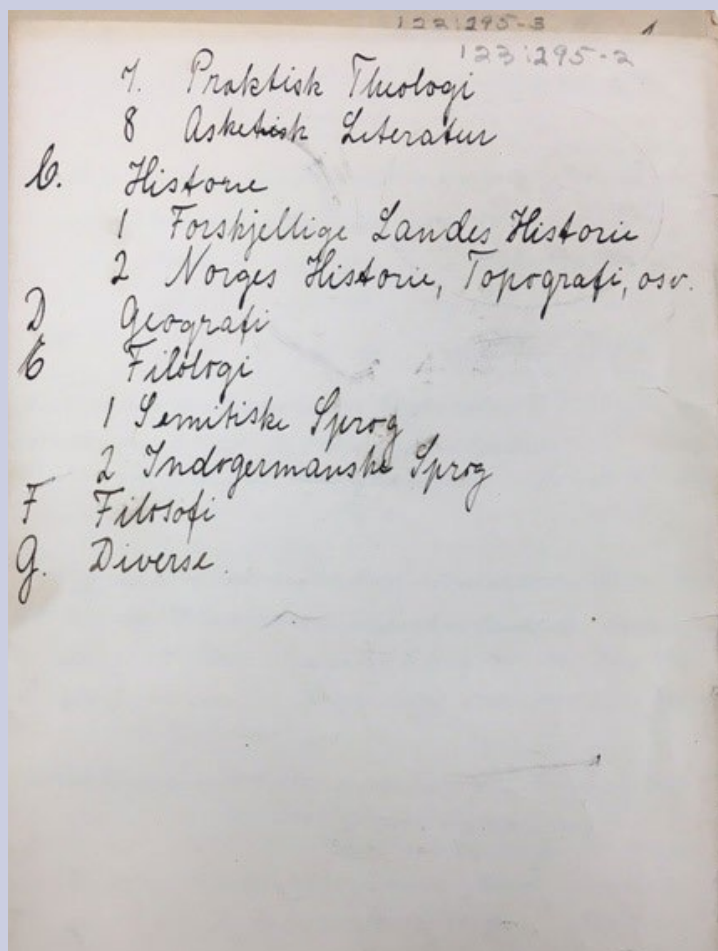 122:295-3
123:295-2
7. Praktisk Theologi
8 Asketisk Literatur
C. Historie
1 Forskjellige Landes Historie
2 Norges Historie, Topografi, osv.
D Geografi
E Filologi
1 Semitiske Sprog
2 Indogermanske Sprog
F Filosofi
G. Diverse.